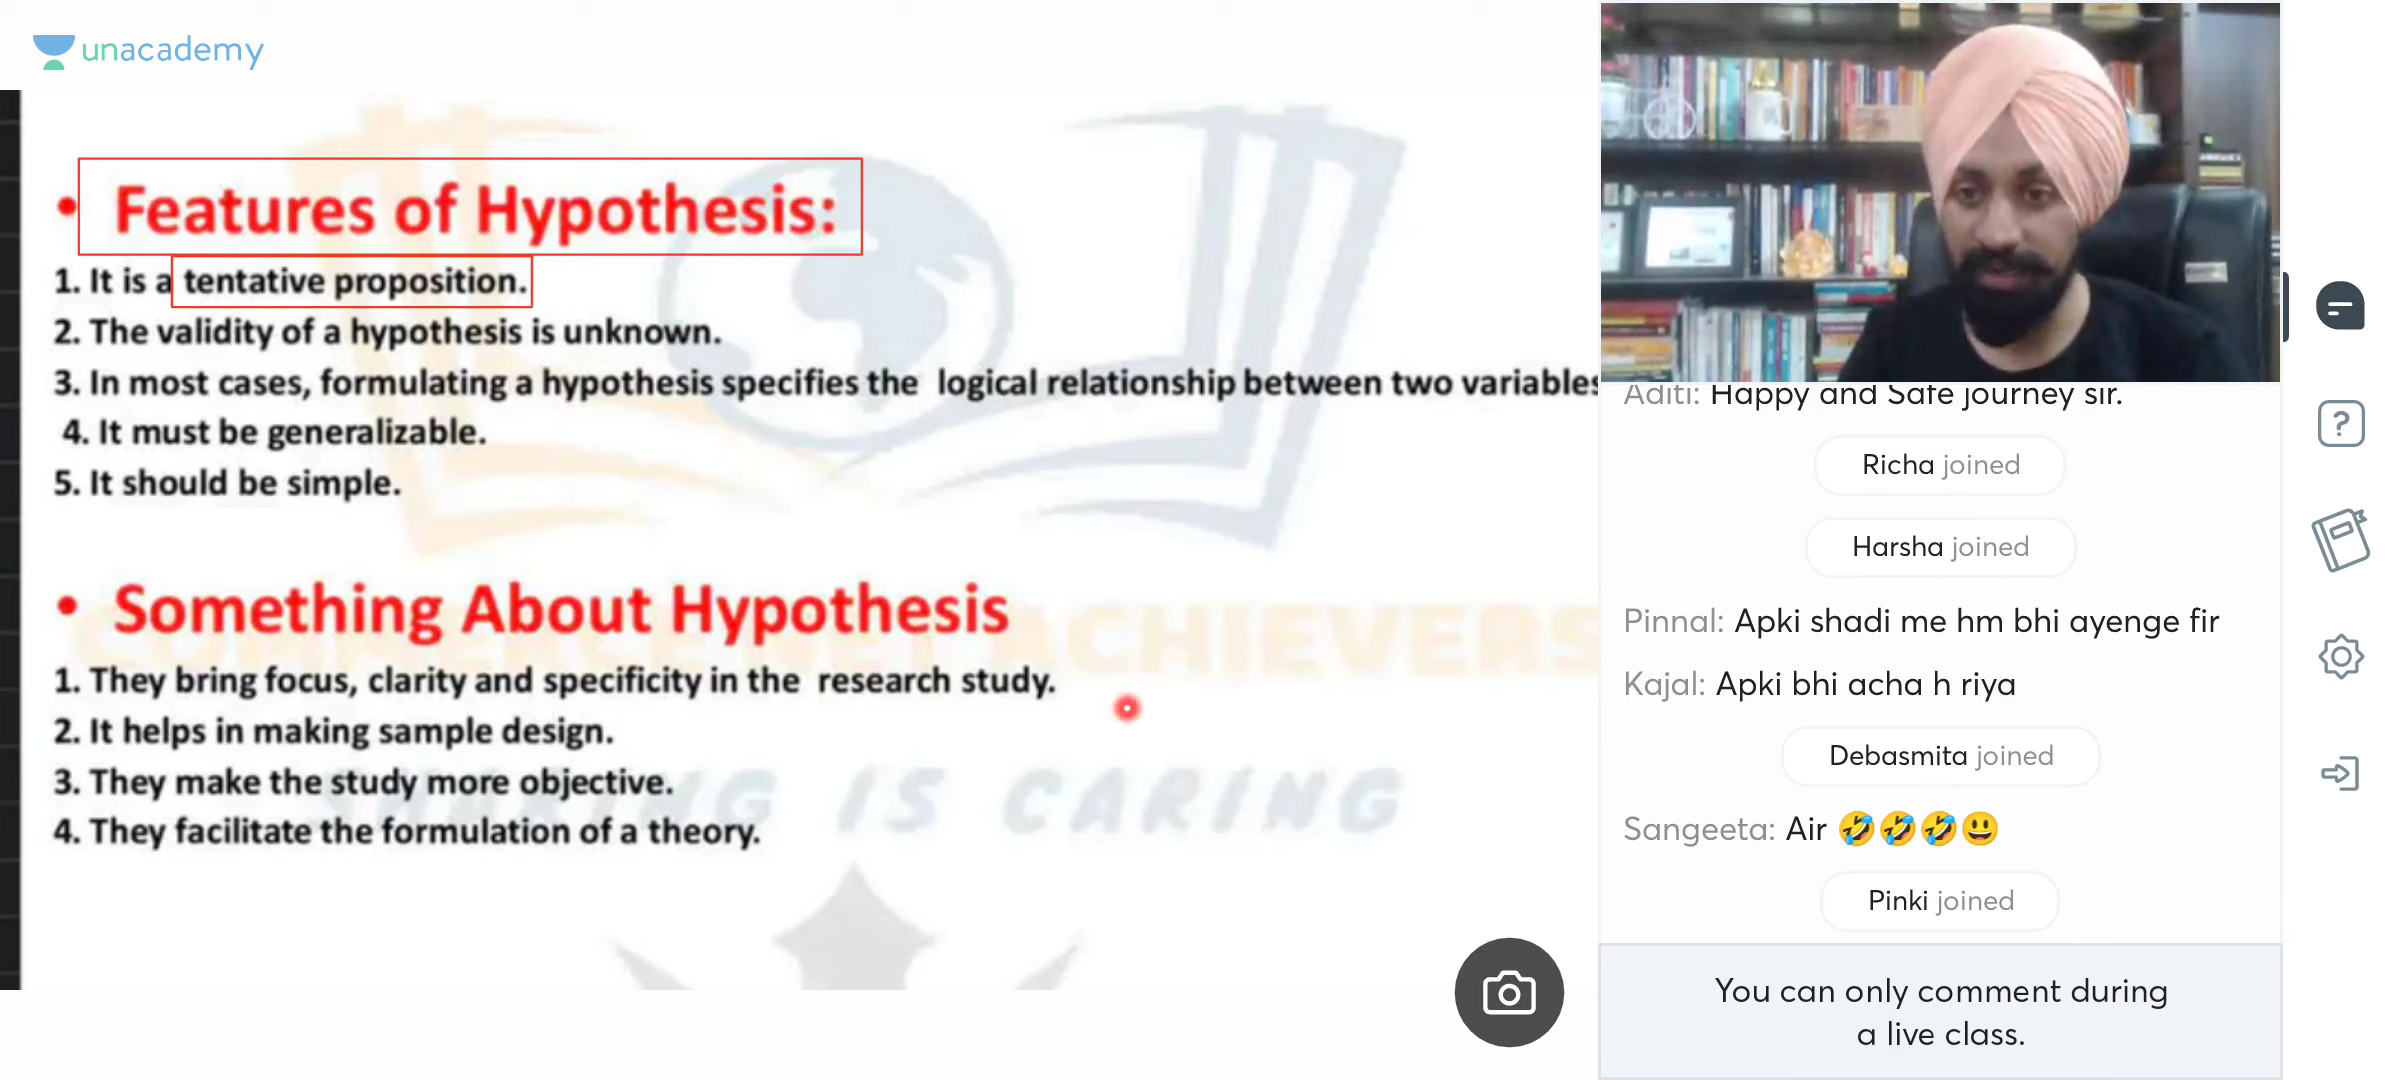 unacademy
• Features of Hypothesis:
1. It is a tentative proposition.
2. The validity of a hypothesis is unknown.
3. In most cases, formulating a hypothesis specifies the logical relationship between two variables
4. It must be generalizable.
5. It should be simple.
• Something About Hypothesis
1. They bring focus, clarity and specificity in the research study.
2. It helps in making sample design.
3. They make the study more objective.
4. They facilitate the formulation of a theory.
ACHIEVERS
SHARING IS CARING
Aditi: Happy and Safe journey sir.
Richa joined
Harsha joined
Pinnal: Apki shadi me hm bhi ayenge fir
Kajal: Apki bhi acha h riya
Debasmita joined
Sangeeta: Air 🤣🤣🤣😃
Pinki joined
You can only comment during
a live class.
?